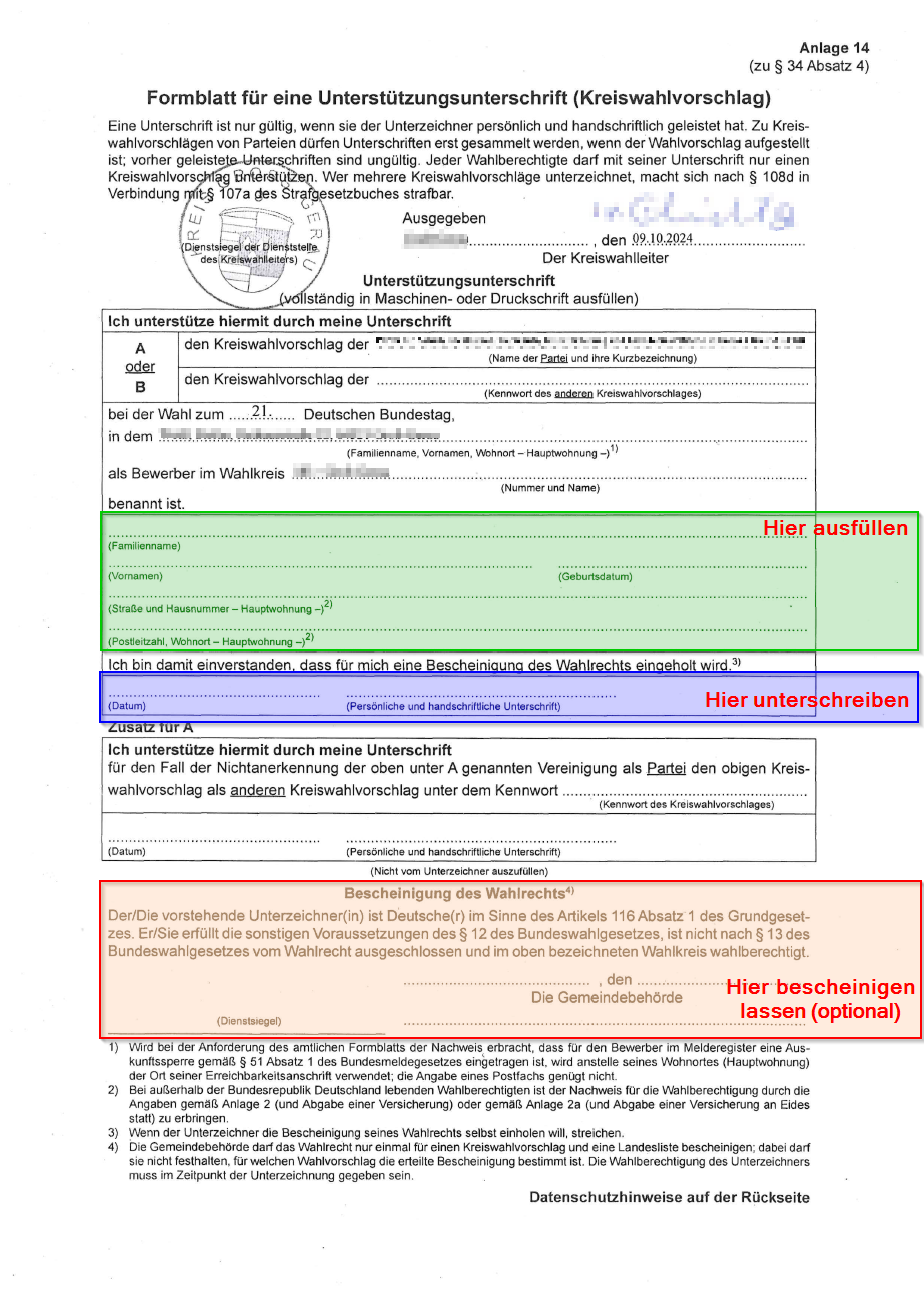 Anlage 14
(zu § 34 Absatz 4)
Formblatt für eine Unterstützungsunterschrift (Kreiswahlvorschlag)
Eine Unterschrift ist nur gültig, wenn sie der Unterzeichner persönlich und handschriftlich geleistet hat. Zu Kreis-
wahlvorschlägen von Parteien dürfen Unterschriften erst gesammelt werden, wenn der Wahlvorschlag aufgestellt
ist; vorher geleistete Unterschriften sind ungültig. Jeder Wahlberechtigte darf mit seiner Unterschrift nur einen
Kreiswahlvorschlag unterstützen. Wer mehrere Kreiswahlvorschläge unterzeichnet, macht sich nach § 108d in
Verbindung mit § 107a des Strafgesetzbuches strafbar.
KREIS GROSS-GERAU
(Dienstsiegel der Dienststelle
des Kreiswahlleiters)
Ausgegeben
, den 09.10.2024
Der Kreiswahlleiter
Unterstützungsunterschrift
(vollständig in Maschinen- oder Druckschrift ausfüllen)
Ich unterstütze hiermit durch meine Unterschrift
A
oder
B
den Kreiswahlvorschlag der
(Name der Partei und ihre Kurzbezeichnung)
den Kreiswahlvorschlag der
(Kennwort des anderen Kreiswahlvorschlages)
bei der Wahl zum 21. Deutschen Bundestag,
in dem
(Familienname, Vornamen, Wohnort – Hauptwohnung –)1)
als Bewerber im Wahlkreis
(Nummer und Name)
benannt ist.
Hier ausfüllen
(Familienname)
(Vornamen) (Geburtsdatum)
(Straße und Hausnummer – Hauptwohnung –)2)
(Postleitzahl, Wohnort – Hauptwohnung –)2)
Ich bin damit einverstanden, dass für mich eine Bescheinigung des Wahlrechts eingeholt wird.3)
Hier unterschreiben
(Datum) (Persönliche und handschriftliche Unterschrift)
Zusatz für A
Ich unterstütze hiermit durch meine Unterschrift
für den Fall der Nichtanerkennung der oben unter A genannten Vereinigung als Partei den obigen Kreis-
wahlvorschlag als anderen Kreiswahlvorschlag unter dem Kennwort
(Kennwort des Kreiswahlvorschlages)
(Datum) (Persönliche und handschriftliche Unterschrift)
(Nicht vom Unterzeichner auszufüllen)
Bescheinigung des Wahlrechts4)
Der/Die vorstehende Unterzeichner(in) ist Deutsche(r) im Sinne des Artikels 116 Absatz 1 des Grundgeset-
zes. Er/Sie erfüllt die sonstigen Voraussetzungen des § 12 des Bundeswahlgesetzes, ist nicht nach § 13 des
Bundeswahlgesetzes vom Wahlrecht ausgeschlossen und im oben bezeichneten Wahlkreis wahlberechtigt.
, den
Hier bescheinigen
lassen (optional)
Die Gemeindebehörde
(Dienstsiegel)
1) Wird bei der Anforderung des amtlichen Formblatts der Nachweis erbracht, dass für den Bewerber im Melderegister eine Aus-
kunftssperre gemäß § 51 Absatz 1 des Bundesmeldegesetzes eingetragen ist, wird anstelle seines Wohnortes (Hauptwohnung)
der Ort seiner Erreichbarkeitsanschrift verwendet; die Angabe eines Postfachs genügt nicht.
2) Bei außerhalb der Bundesrepublik Deutschland lebenden Wahlberechtigten ist der Nachweis für die Wahlberechtigung durch die
Angaben gemäß Anlage 2 (und Abgabe einer Versicherung) oder gemäß Anlage 2a (und Abgabe einer Versicherung an Eides
statt) zu erbringen.
3) Wenn der Unterzeichner die Bescheinigung seines Wahlrechts selbst einholen will, streichen.
4) Die Gemeindebehörde darf das Wahlrecht nur einmal für einen Kreiswahlvorschlag und eine Landesliste bescheinigen; dabei darf
sie nicht festhalten, für welchen Wahlvorschlag die erteilte Bescheinigung bestimmt ist. Die Wahlberechtigung des Unterzeichners
muss im Zeitpunkt der Unterzeichnung gegeben sein.
Datenschutzhinweise auf der Rückseite